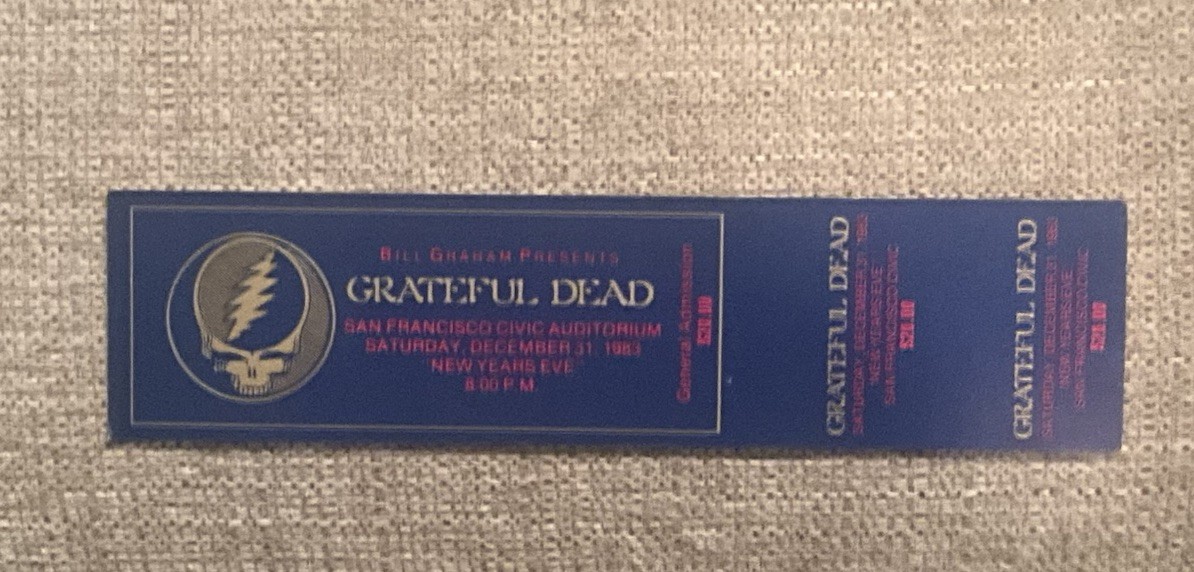 BILL GRAHAM PRESENTS
GRATEFUL DEAD
SAN FRANCISCO CIVIC AUDITORIUM
SATURDAY, DECEMBER 31 1983
"NEW YEARS EVE"
8:00 P.M.
General Admission
$20.00
GRATEFUL DEAD
SATURDAY, DECEMBER 31 1983
"NEW YEARS EVE"
SAN FRANCISCO CIVIC
$20.00
GRATEFUL DEAD
SATURDAY, DECEMBER 31 1983
"NEW YEARS EVE"
SAN FRANCISCO CIVIC
$20.00